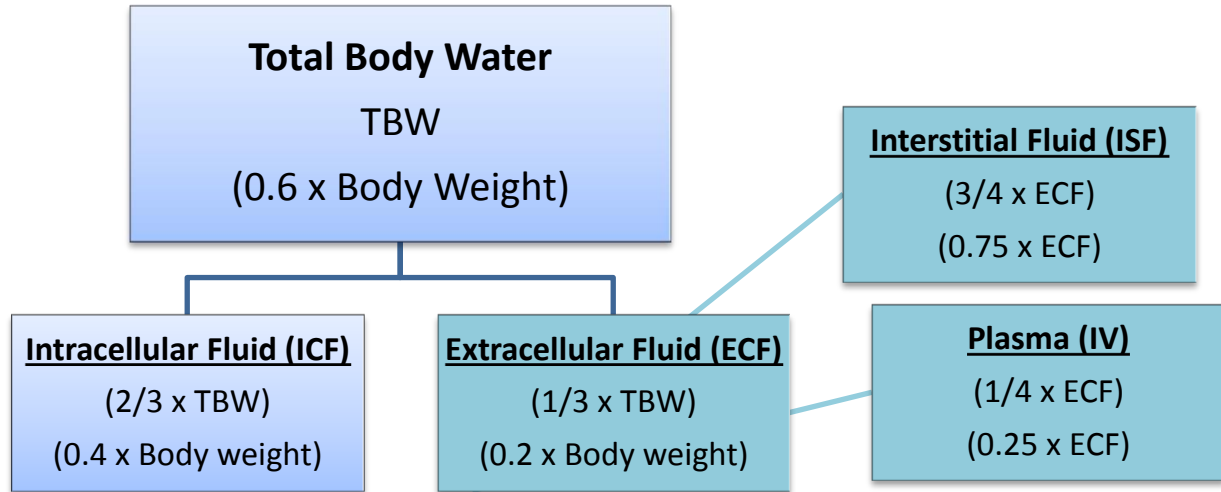 Total Body Water
TBW
(0.6 x Body Weight)
Intracellular Fluid (ICF)
(2/3 x TBW)
(0.4 x Body weight)
Extracellular Fluid (ECF)
(1/3 x TBW)
(0.2 x Body weight)
Interstitial Fluid (ISF)
(3/4 x ECF)
(0.75 x ECF)
Plasma (IV)
(1/4 x ECF)
(0.25 x ECF)